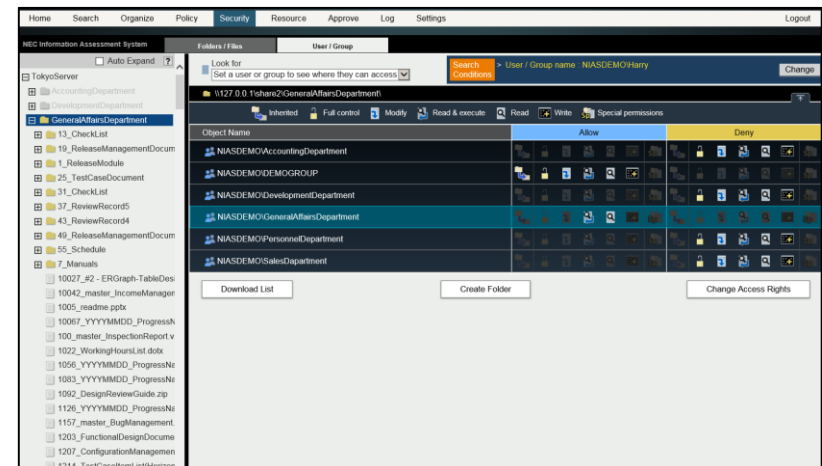 Home Search Organize Policy Security Resource Approve Log Settings Logout
NEC Information Assessment System Folders / Files User / Group
Auto Expand ?
TokyoServer
AccountingDepartment
DevelopmentDepartment
GeneralAffairsDepartment
13_CheckList
19_ReleaseManagementDocum
1_ReleaseModule
25_TestCaseDocument
31_CheckList
37_ReviewRecord5
43_ReviewRecord4
49_ReleaseManagementDocum
55_Schedule
7_Manuals
10027_#2 - ERGraph-TableDesi
10042_master_IncomeManagen
1005_readme.pptx
10067_YYYYMMDD_ProgressN
100_master_InspectionReport.v
1022_WorkingHoursList.dotx
1056_YYYYMMDD_ProgressNa
1083_YYYYMMDD_ProgressNa
1092_DesignReviewGuide.zip
1126_YYYYMMDD_ProgressNa
1157_master_BugManagement.
1203_FunctionalDesignDocume
1207_ConfigurationManagemen
Look for
Set a user or group to see where they can access
Search Conditions > User / Group name : NIASDEMO\Harry
Change
\\127.0.0.1\share2\GeneralAffairsDepartment\
Inherited Full control Modify Read & execute Read Write Special permissions
Object Name Allow Deny
NIASDEMO\AccountingDepartment
NIASDEMO\DEMOGROUP
NIASDEMO\DevelopmentDepartment
NIASDEMO\GeneralAffairsDepartment
NIASDEMO\PersonnelDepartment
NIASDEMO\SalesDapartment
Download List Create Folder Change Access Rights